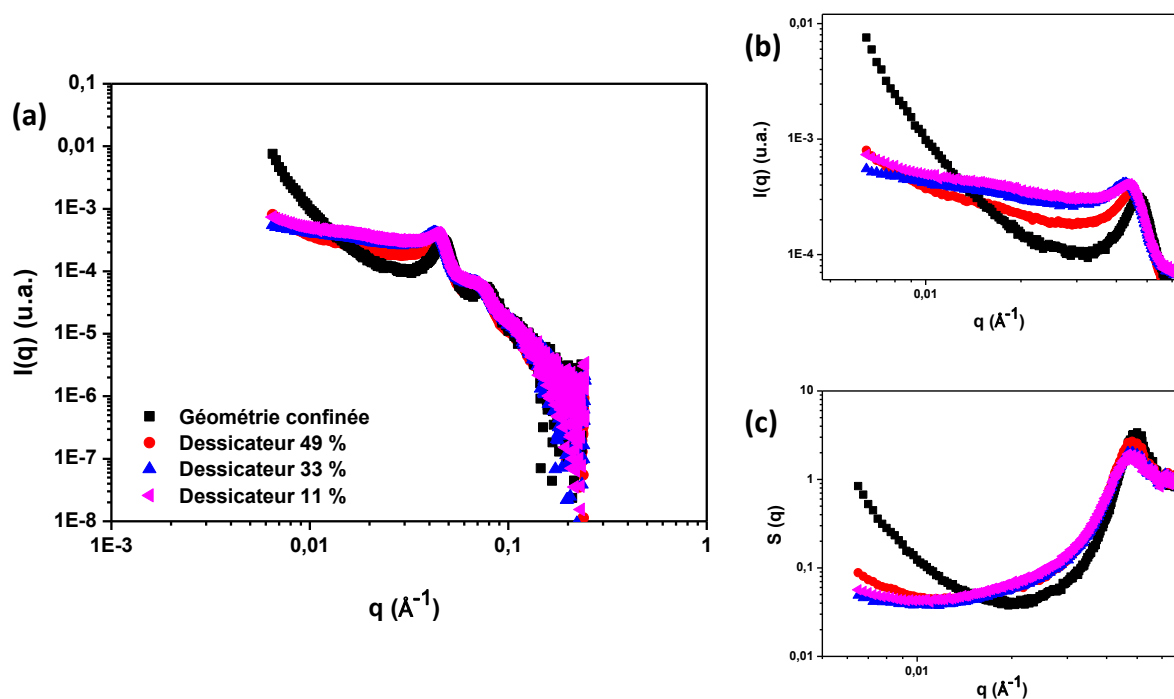 (a)
I(q) (u.a.)
0,1
0,01
1E-3
1E-4
1E-5
1E-6
1E-7
1E-8
1E-3
0,01
0,1
1
q (Å-1)
Géométrie confinée
Dessicateur 49 %
Dessicateur 33 %
Dessicateur 11 %
(b)
I(q) (u.a.)
0,01
1E-3
1E-4
0,01
q (Å-1)
(c)
S (q)
10
1
0,1
0,01
0,01
q (Å-1)